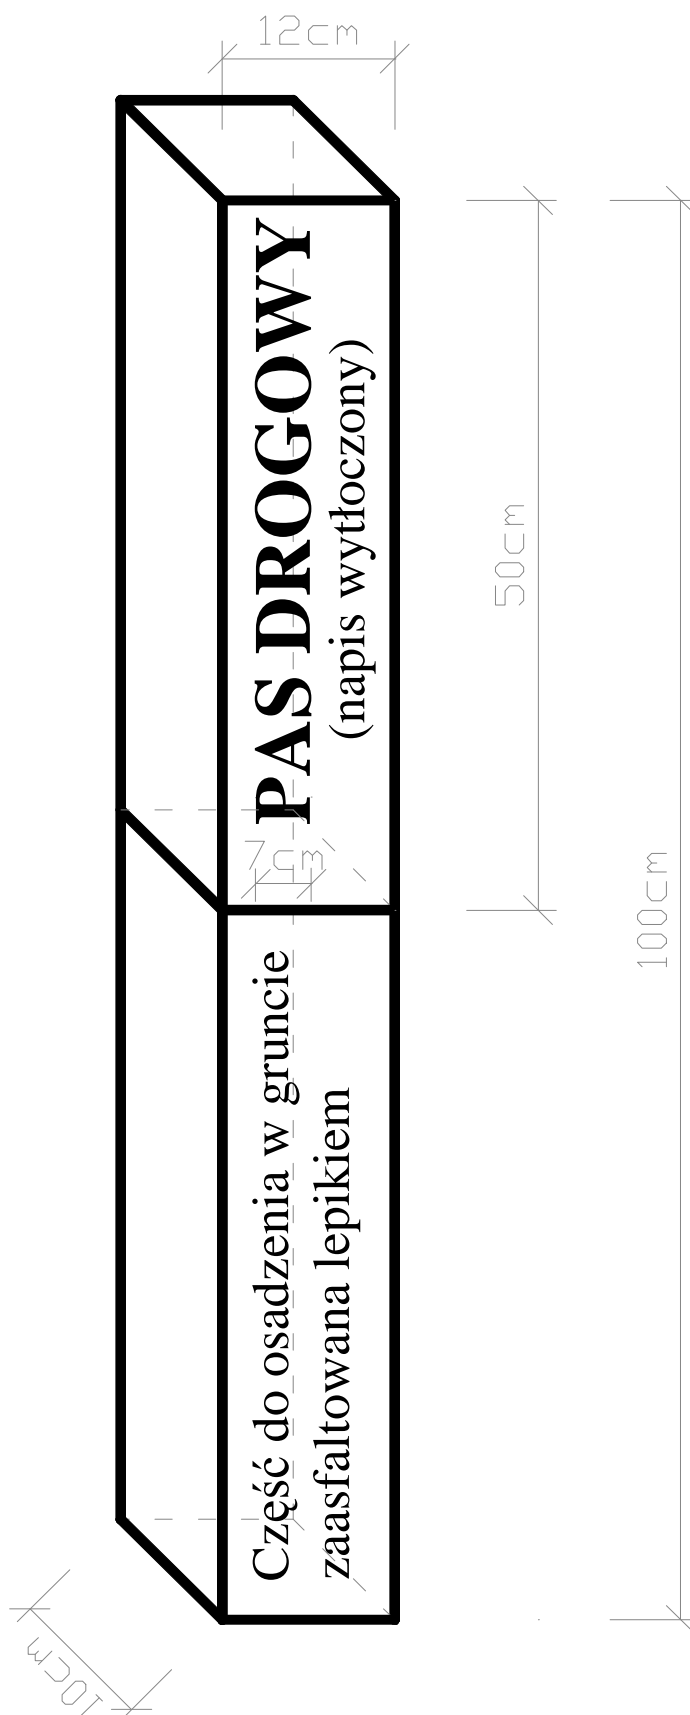 12cm
PAS DROGOWY
(napis wytłoczony)
50cm
7cm
100cm
Część do osadzenia w gruncie
zaasfaltowana lepikiem
10cm